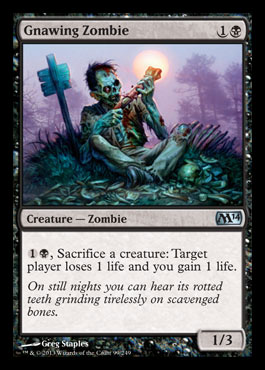 Gnawing Zombie 1
Creature — Zombie M14
1, Sacrifice a creature: Target
player loses 1 life and you gain 1 life.
On still nights you can hear its rotted
teeth grinding tirelessly on scavenged
bones.
1/3
Greg Staples
™ & © 2013 Wizards of the Coast 99/249